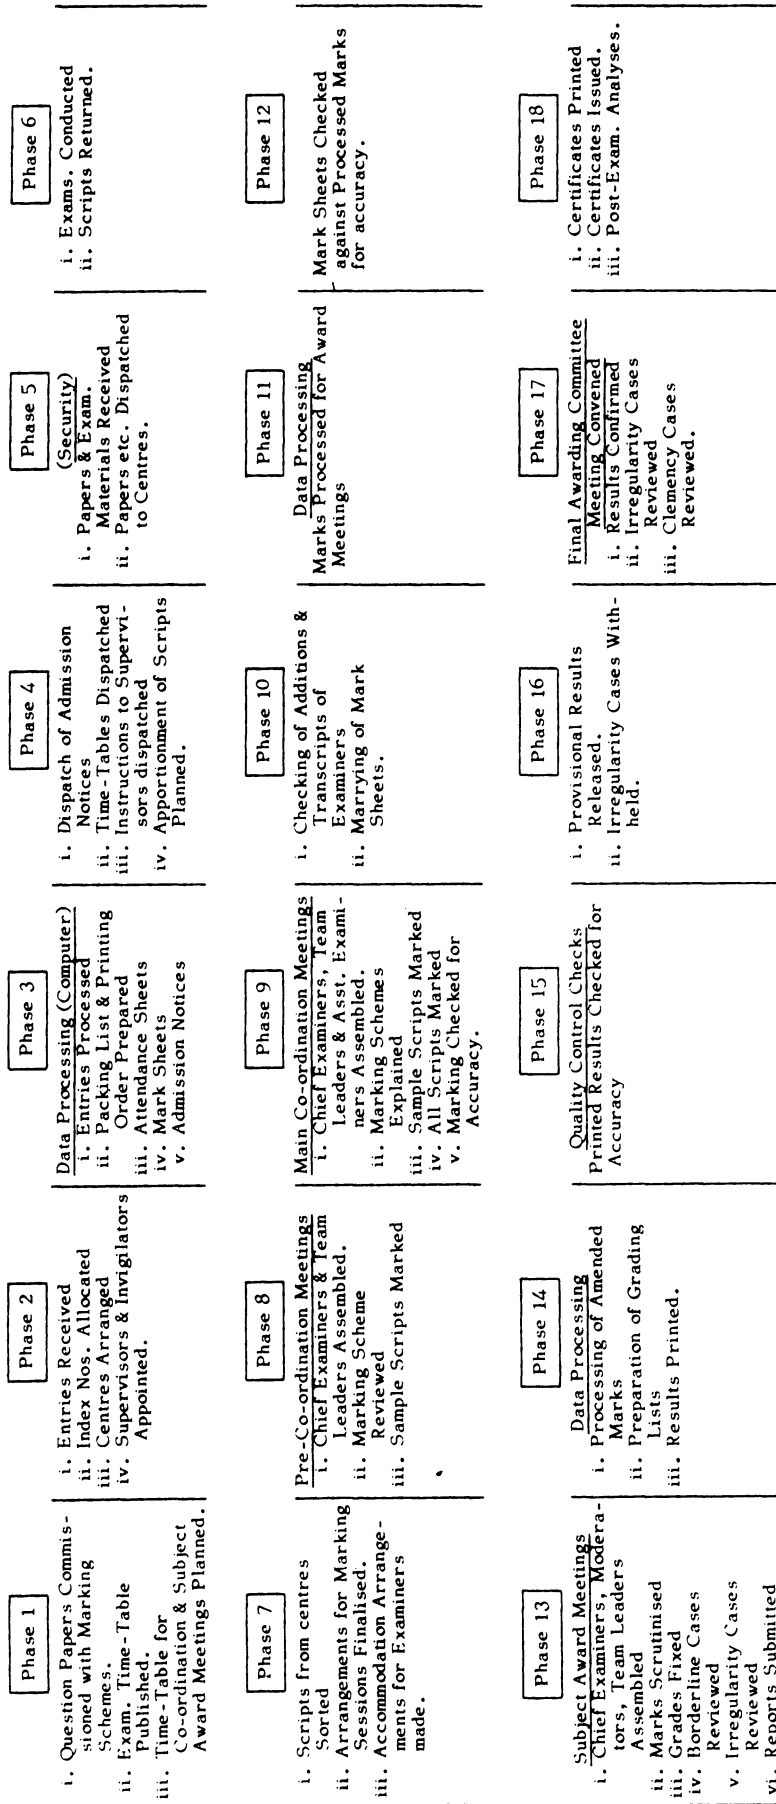 Phase 1
i. Question Papers Commis-
sioned with Marking
Schemes.
ii. Exam. Time-Table
Published.
iii. Time-Table for
Co-ordination & Subject
Award Meetings Planned.
Phase 2
i. Entries Received
ii. Index Nos. Allocated
iii. Centres Arranged
iv. Supervisors & Invigilators
Appointed.
Phase 3
Data Processing (Computer)
i. Entries Processed
ii. Packing List & Printing
Order Prepared
iii. Attendance Sheets
iv. Mark Sheets
v. Admission Notices
Phase 4
i. Dispatch of Admission
Notices
ii. Time-Tables Dispatched
iii. Instructions to Supervi-
sors dispatched
iv. Apportionment of Scripts
Planned.
Phase 5
(Security)
i. Papers & Exam.
Materials Received
ii. Papers etc. Dispatched
to Centres.
Phase 6
i. Exams. Conducted
ii. Scripts Returned.
Phase 7
i. Scripts from centres
Sorted
ii. Arrangements for Marking
Sessions Finalised.
iii. Accommodation Arrange-
ments for Examiners
made.
Phase 8
Pre-Co-ordination Meetings
i. Chief Examiners & Team
Leaders Assembled.
ii. Marking Scheme
Reviewed
iii. Sample Scripts Marked
Phase 9
Main Co-ordination Meetings
i. Chief Examiners, Team
Leaders & Asst. Exami-
ners Assembled.
ii. Marking Schemes
Explained
iii. Sample Scripts Marked
iv. All Scripts Marked
v. Marking Checked for
Accuracy.
Phase 10
i. Checking of Additions &
Transcripts of
Examiners
ii. Marrying of Mark
Sheets.
Phase 11
Data Processing
Marks Processed for Award
Meetings
Phase 12
Mark Sheets Checked
against Processed Marks
for accuracy.
Phase 13
Subject Award Meetings
i. Chief Examiners, Modera-
tors, Team Leaders
Assembled
ii. Marks Scrutinised
iii. Grades Fixed
iv. Borderline Cases
Reviewed
v. Irregularity Cases
Reviewed
vi. Reports Submitted
Phase 14
Data Processing
i. Processing of Amended
Marks
ii. Preparation of Grading
Lists
iii. Results Printed.
Phase 15
Quality Control Checks
Printed Results Checked for
Accuracy
Phase 16
i. Provisional Results
Released.
ii. Irregularity Cases With-
held.
Phase 17
Final Awarding Committee
Meeting Convened
i. Results Confirmed
ii. Irregularity Cases
Reviewed
iii. Clemency Cases
Reviewed.
Phase 18
i. Certificates Printed
ii. Certificates Issued.
iii. Post-Exam. Analyses.